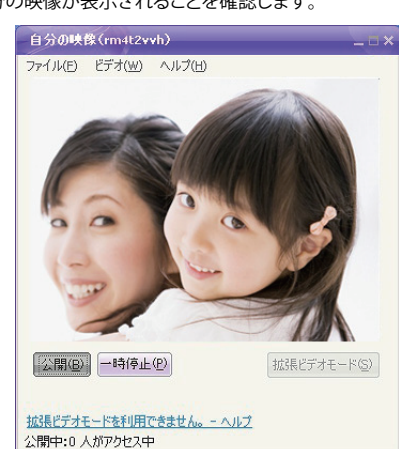 の映像が表示されることを確認します。
自分の映像(rm4t2vvh)
ファイル(F) ビデオ(W) ヘルプ(H)
公開(B) 一時停止(P) 拡張ビデオモード(S)
拡張ビデオモードを利用できません。 - ヘルプ
公開中:0 人がアクセス中